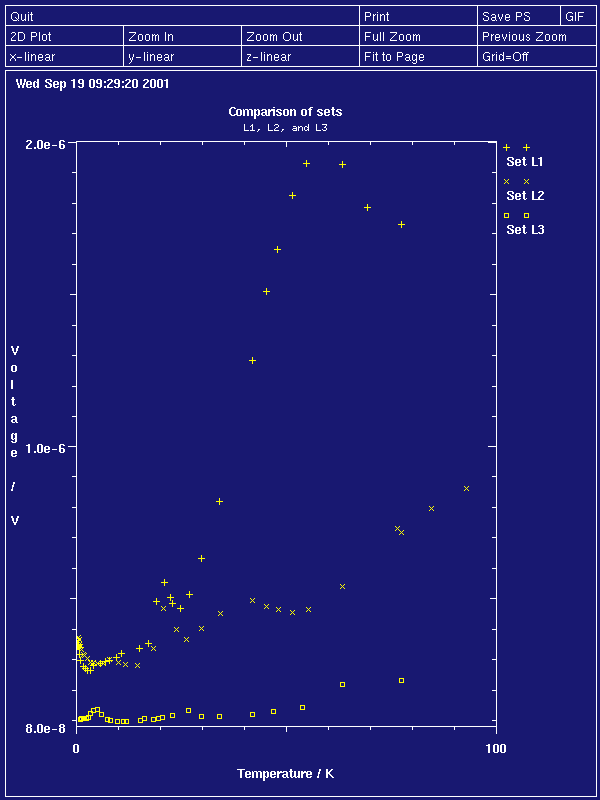 Quit Print Save PS GIF
2D Plot Zoom In Zoom Out Full Zoom Previous Zoom
x-linear y-linear z-linear Fit to Page Grid=Off
Wed Sep 19 09:29:20 2001
Comparison of sets
L1, L2, and L3
2.0e-6
Set L1
Set L2
Set L3
Voltage / V
1.0e-6
8.0e-8
0 100
Temperature / K